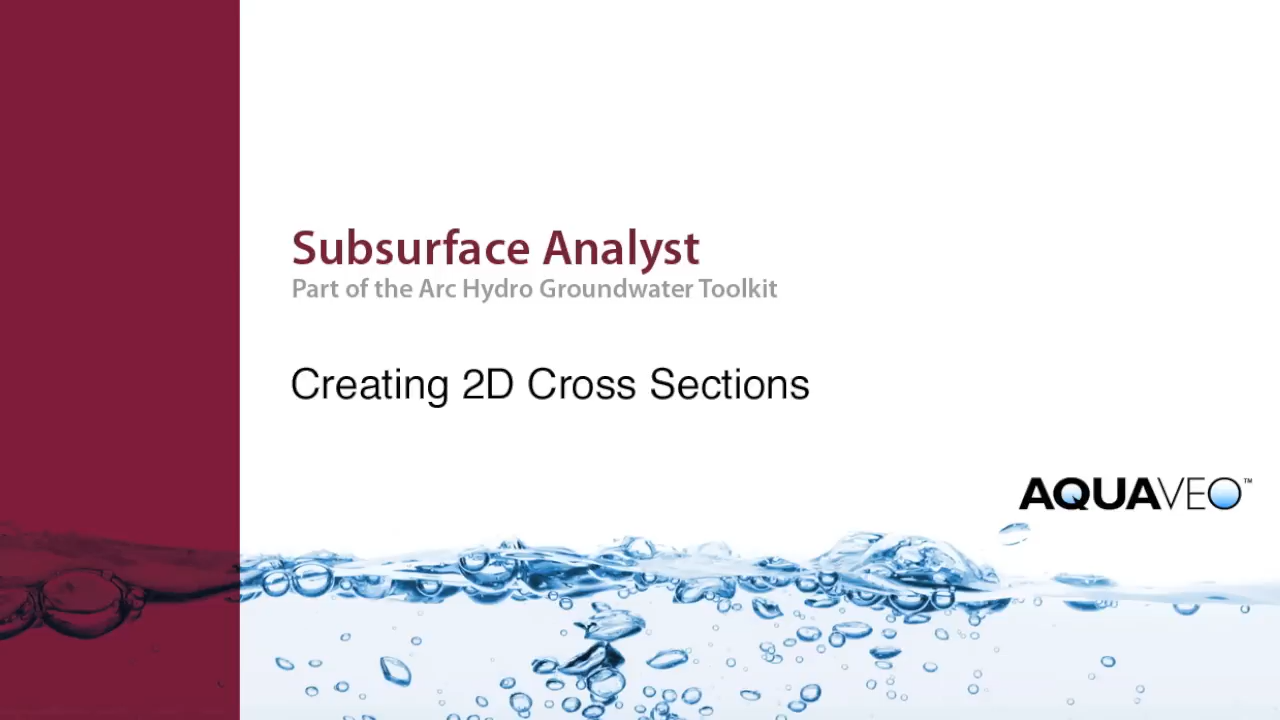 Subsurface Analyst
Part of the Arc Hydro Groundwater Toolkit
Creating 2D Cross Sections
AQUAVEO™